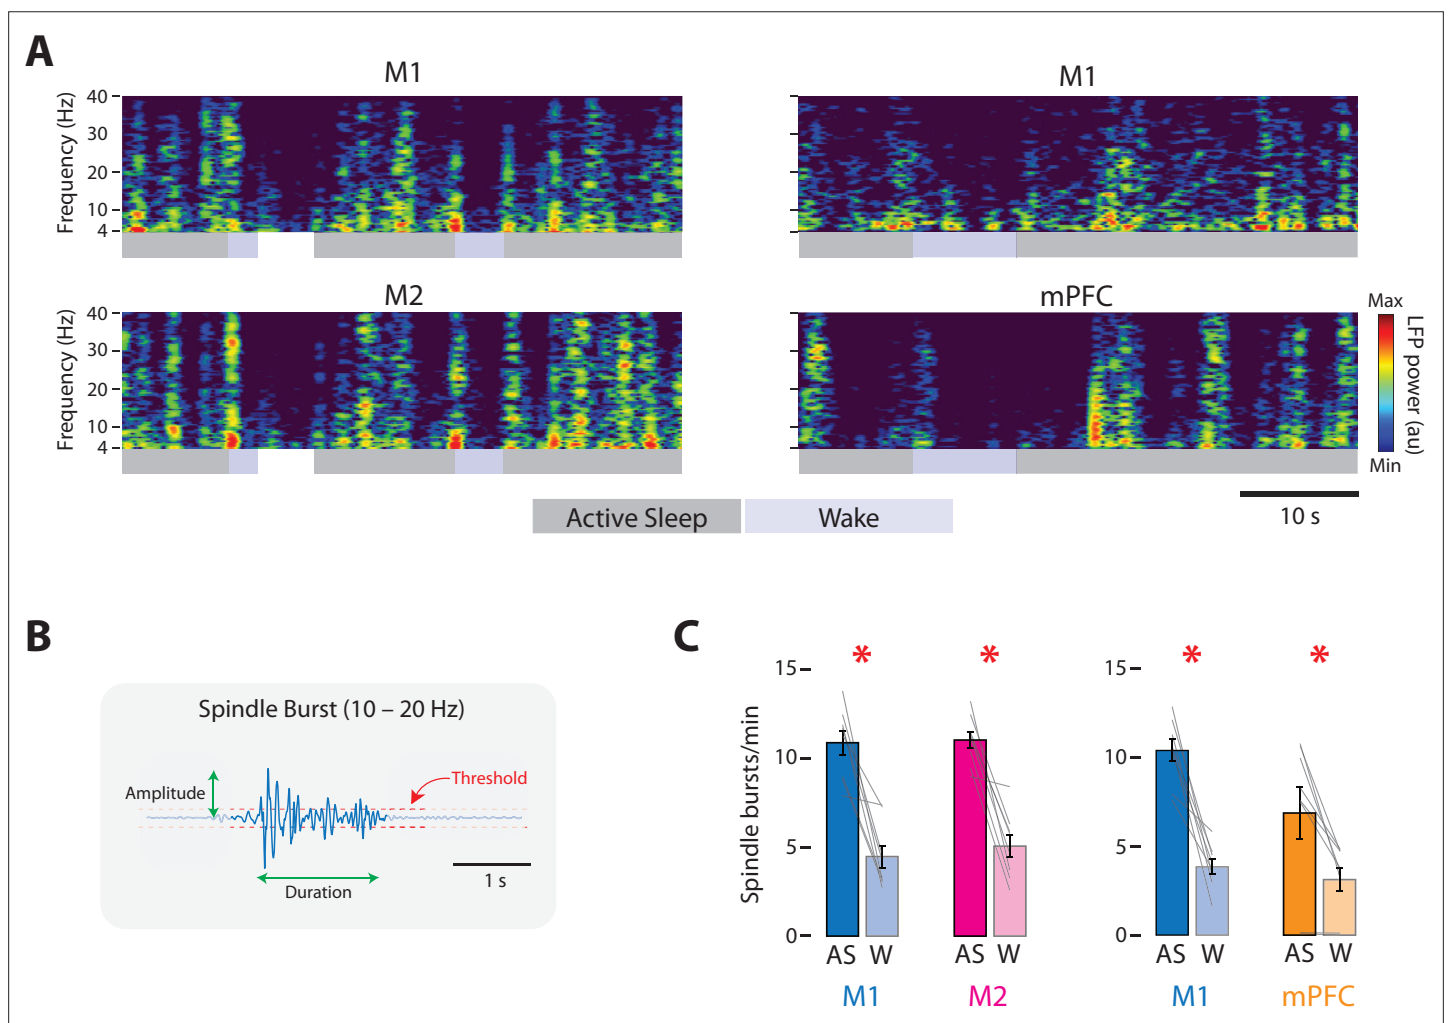 A
M1
Frequency (Hz)
40
30
20
10
4
M1
M2
Frequency (Hz)
40
30
20
10
4
mPFC
Max
LFP power (au)
Min
Active Sleep
Wake
10 s
B
Spindle Burst (10 – 20 Hz)
Amplitude
Threshold
Duration
1 s
C
Spindle bursts/min
15
10
5
0
* *
AS W AS W
M1 M2
15
10
5
0
* *
AS W AS W
M1 mPFC